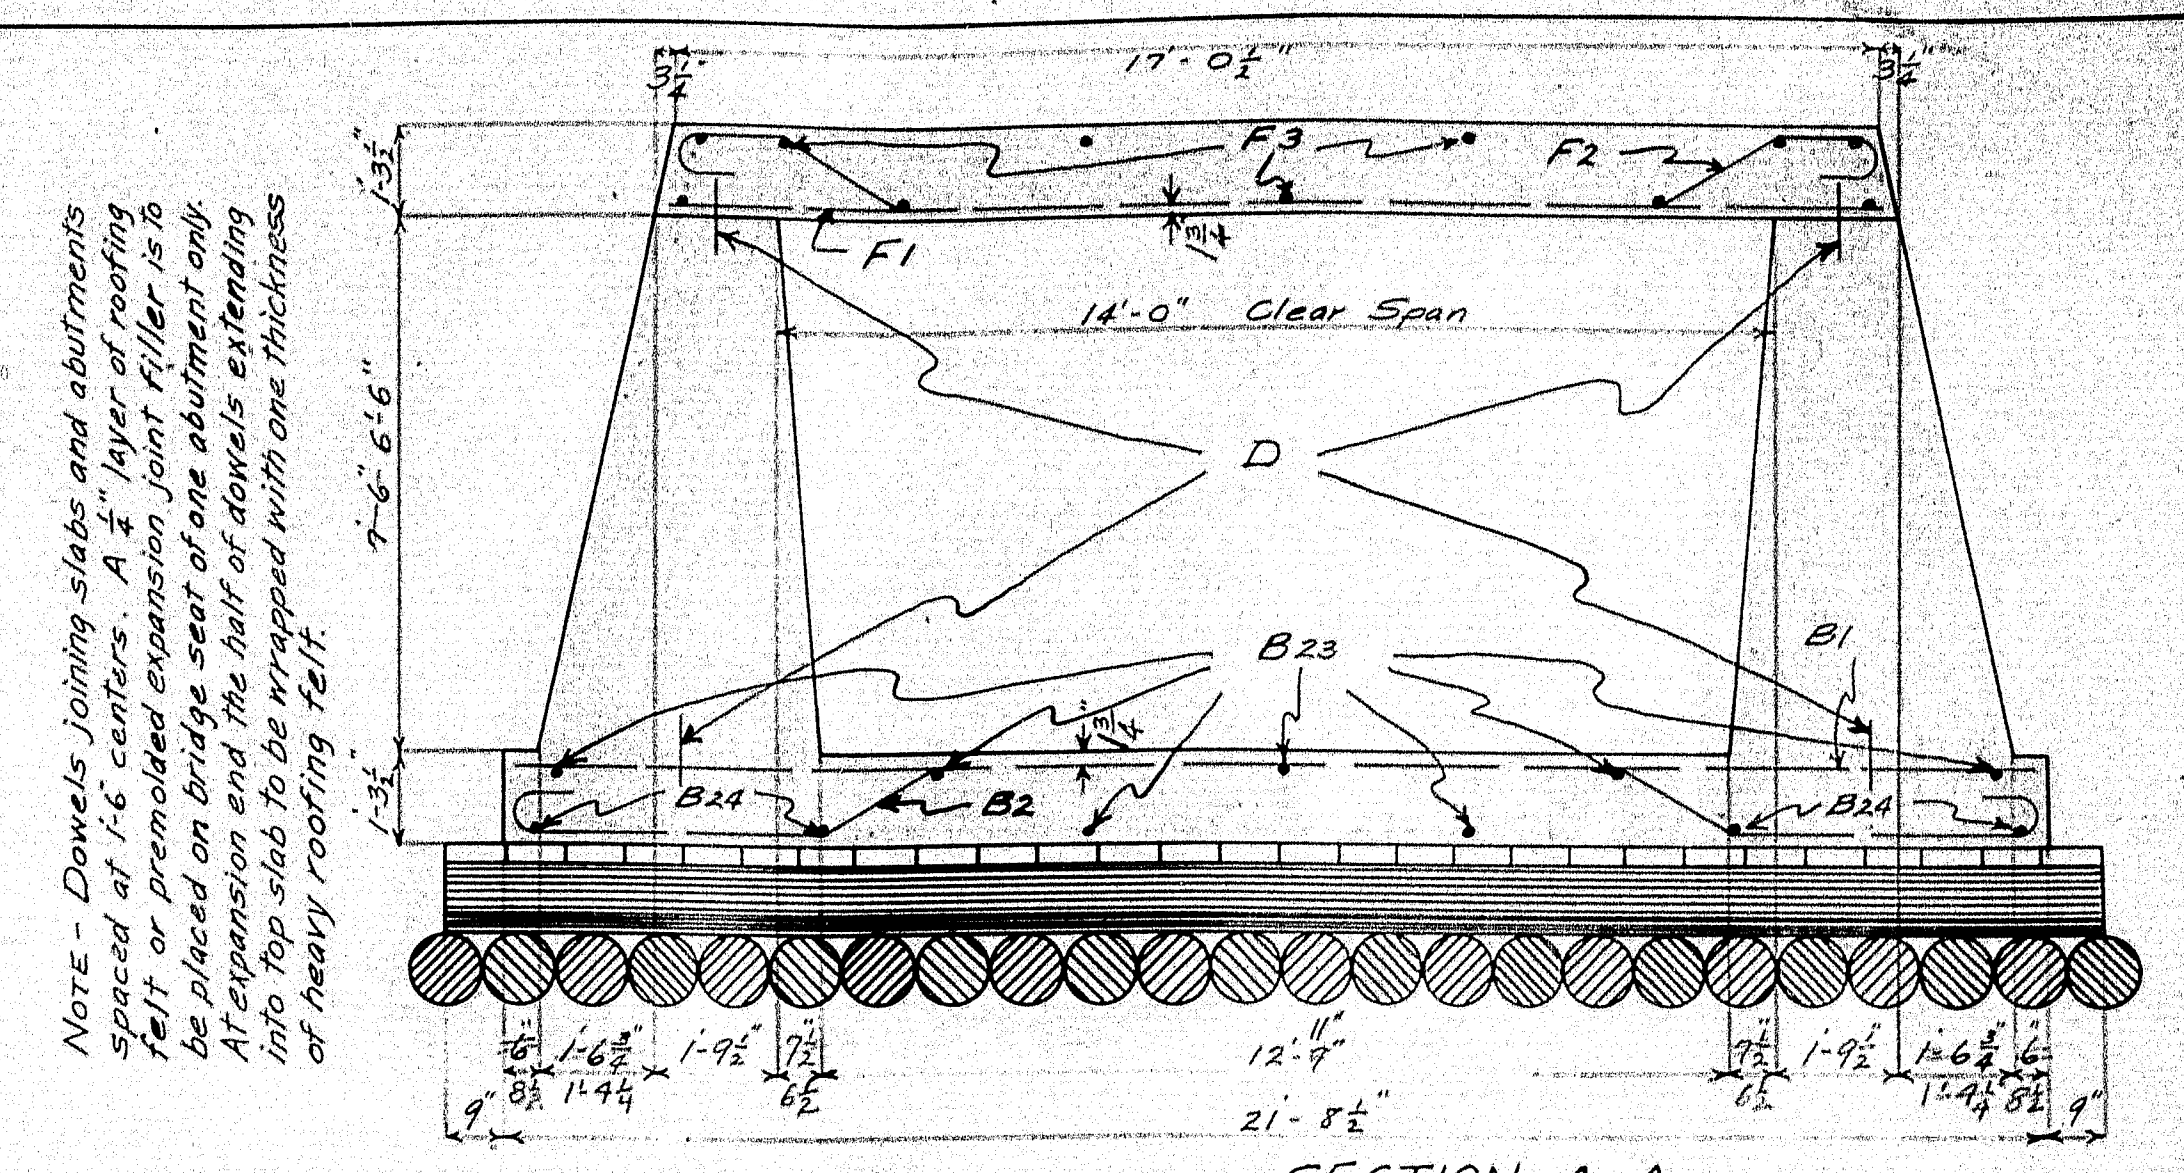 3 1/4"
17'-0 1/2"
3 1/4"
1'-3 1/2"
F3
F2
F1
1 3/4"
14'-0" Clear Span
6'-6"
D
B23
B1
1 3/4"
1'-3 1/2"
B24
B2
B24
6"
1'-6 3/4"
1'-9 1/2"
7 1/2"
11"
12'-9"
7 1/2"
1'-9 1/2"
1'-6 3/4"
6"
8 1/2
1'-4 1/4
6 1/2
6 1/2
1'-4 1/4
8 1/2
9"
21'-8 1/2"
9"
NOTE - Dowels joining slabs and abutments
spaced at 1'-6" centers. A 1/4" layer of roofing
felt or premolded expansion joint filler is to
be placed on bridge seat of one abutment only.
At expansion end the half of dowels extending
into top slab to be wrapped with one thickness
of heavy roofing felt.